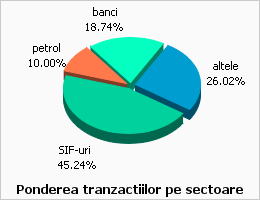 banci
18.74%
petrol
10.00%
altele
26.02%
SIF-uri
45.24%
Ponderea tranzactiilor pe sectoare